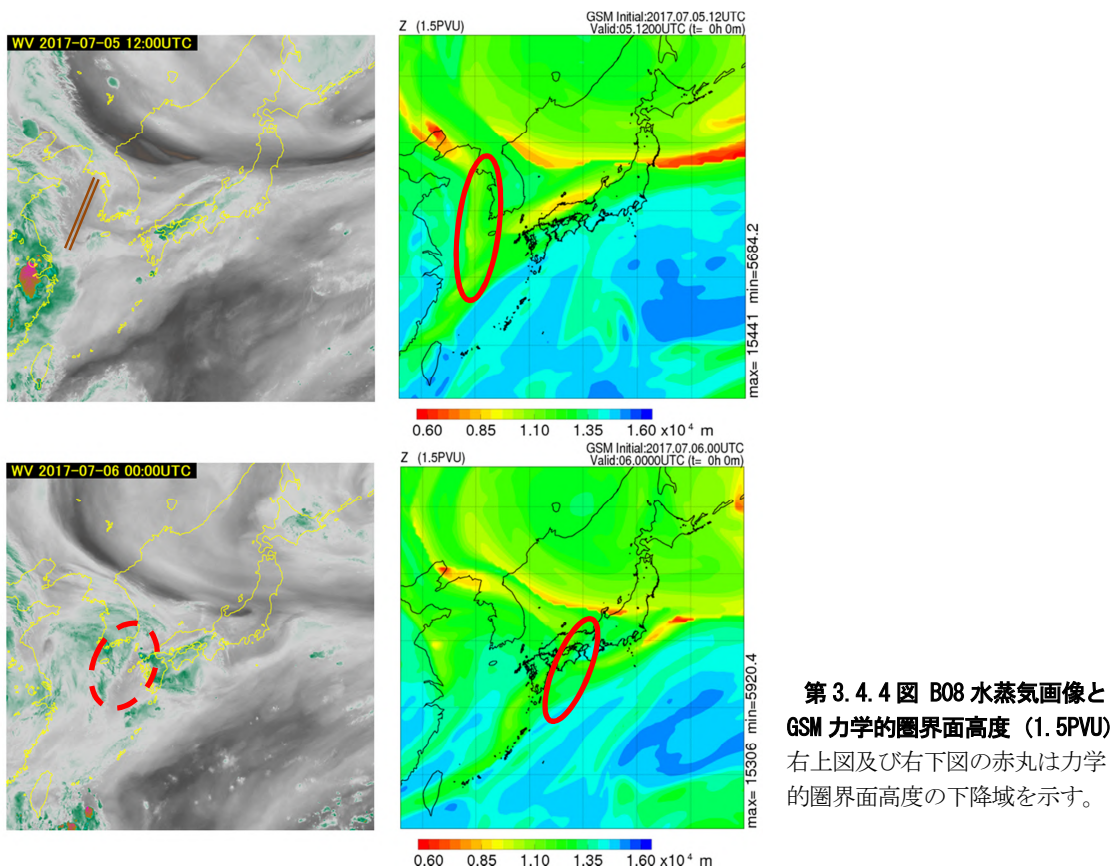 WV 2017-07-05 12:00UTC
Z (1.5PVU)
GSM Initial:2017.07.05.12UTC
Valid:05.1200UTC (t= 0h 0m)
max= 15441 min=5684.2
0.60 0.85 1.10 1.35 1.60 x10⁴ m
WV 2017-07-06 00:00UTC
Z (1.5PVU)
GSM Initial:2017.07.06.00UTC
Valid:06.0000UTC (t= 0h 0m)
max= 15306 min=5920.4
0.60 0.85 1.10 1.35 1.60 x10⁴ m
第3.4.4図 B08水蒸気画像と
GSM力学的圏界面高度 (1.5PVU)
右上図及び右下図の赤丸は力学
的圏界面高度の下降域を示す。